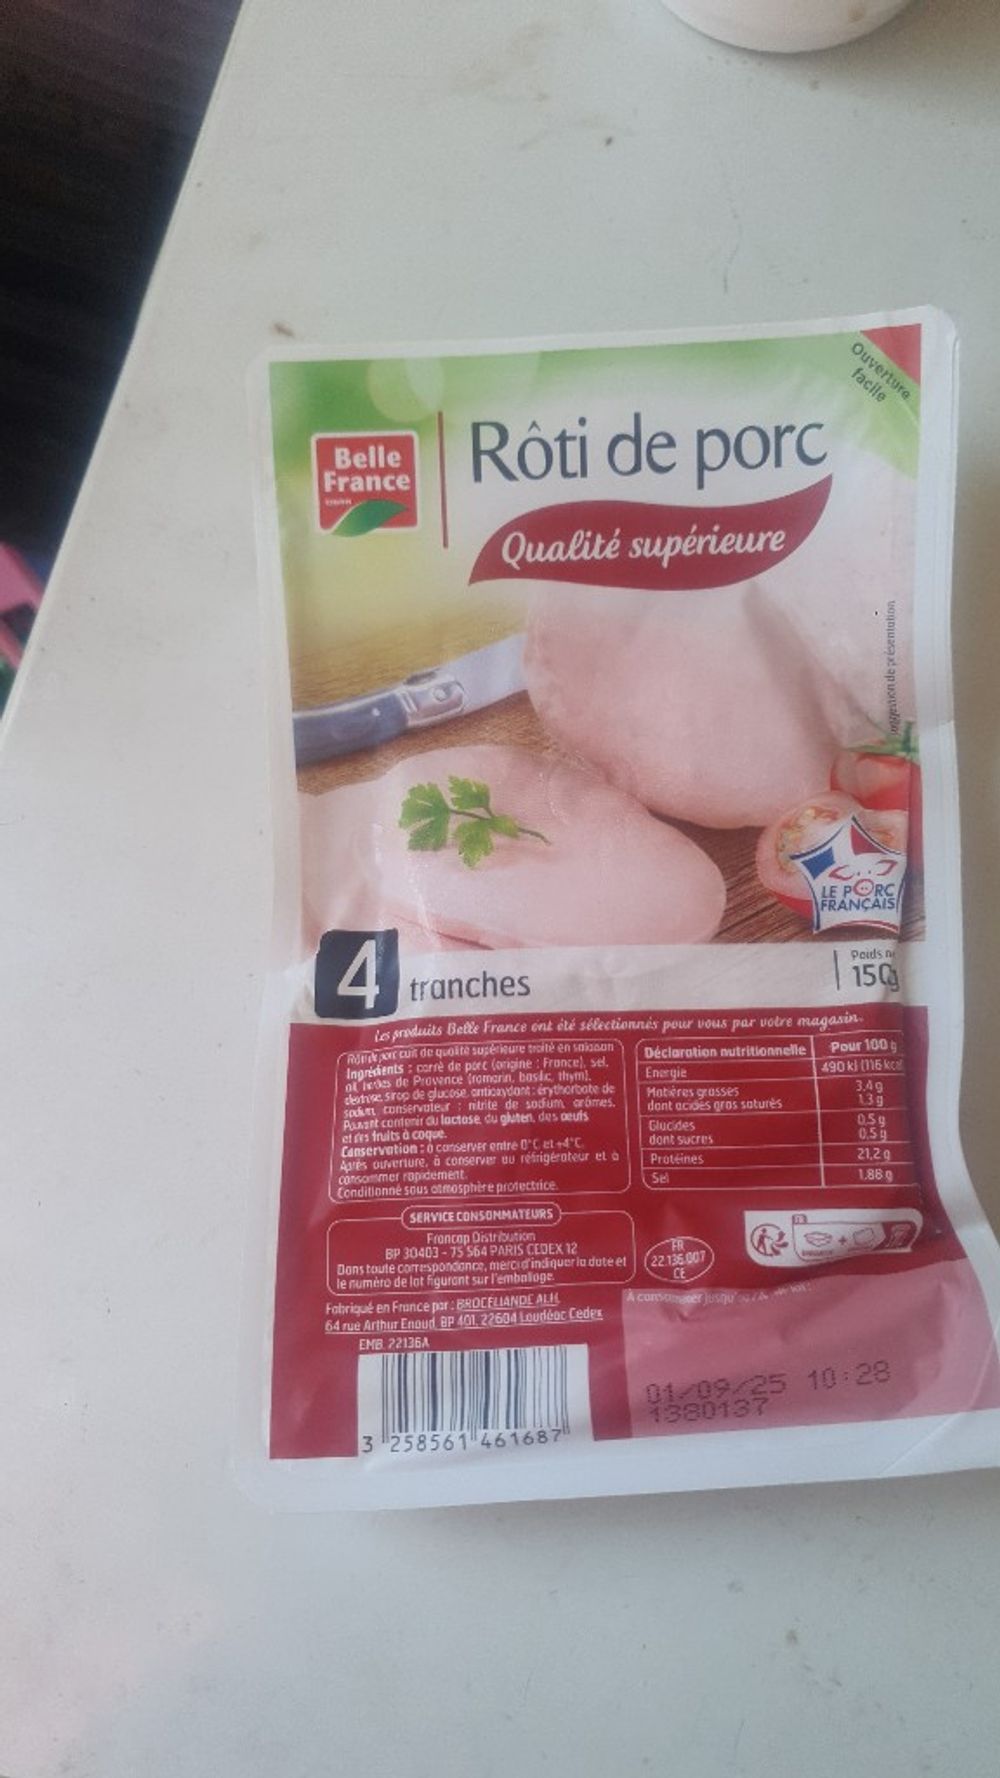 Ouverture
facile
Belle
France
Rôti de porc
Qualité supérieure
suggestion de présentation
LE PORC
FRANÇAIS
4 tranches
Poids n
150g
Les produits Belle France ont été sélectionnés pour vous par votre magasin.
Rôti de porc cuit de qualité supérieure traité en salaison
Ingrédients : carré de porc (origine : France), sel,
ail, herbes de Provence (romarin, basilic, thym),
dextrose, sirop de glucose, antioxydant : érythorbate de
sodium, conservateur : nitrite de sodium, arômes.
Pouvant contenir du lactose, du gluten, des œufs
et des fruits à coque.
Conservation : à conserver entre 0°C et +4°C.
Après ouverture, à conserver au réfrigérateur et à
consommer rapidement.
Conditionné sous atmosphère protectrice.
Déclaration nutritionnelle Pour 100 g
Energie 490 kJ (116 kcal
Matières grasses 3,4 g
dont acides gras saturés 1,3 g
Glucides 0,5 g
dont sucres 0,5 g
Protéines 21,2 g
Sel 1,88 g
SERVICE CONSOMMATEURS
Francap Distribution
BP 30403 - 75 564 PARIS CEDEX 12
Dans toute correspondance, merci d'indiquer la date et
le numéro de lot figurant sur l'emballage.
FR
22.136.007
CE
Fabriqué en France par : BROCELIANDE ALH
64 rue Arthur Enaud, BP 401, 22604 Loudéac Cedex
EMB. 22136A
À consommer jusqu'au
01/09/25 10:28
1380137
3 258561 461687